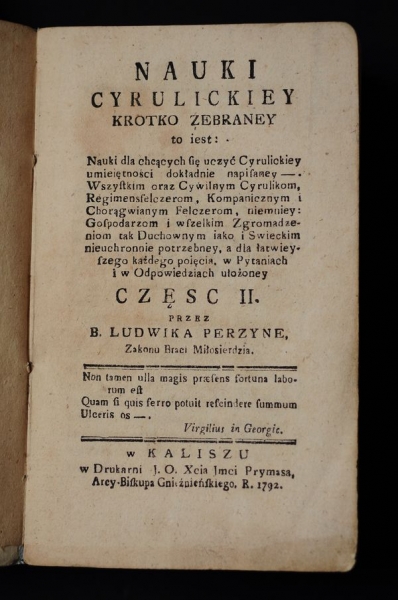 NAUKI
CYRULICKIEY
KROTKO ZEBRANEY
to iest:
Nauki dla chcących ſię uczyć Cyrulickiey
umieiętności dokładnie napiſaney —.
Wſzyſtkim oraz Cywilnym Cyrulikom,
Regimensfelczerom, Kompanicznym i
Chorągwianym Felczerom, niemniey:
Goſpodarzom i wſzelkim Zgromadze-
niom tak Duchownym iako i Swieckim
nieuchronnie potrzebney, a dla łatwiey-
ſzego każdego poięcia, w Pytaniach
i w Odpowiedziach ułożoney
CZĘSC II.
PRZEZ
B. LUDWIKA PERZYNE,
Zakonu Braci Miłosierdzia.
Non tamen ulla magis præſens fortuna labo-
rum eſt
Quam ſi quis ferro potuit reſcindere ſummum
Ulceris os —.
Virgilius in Georgic.
w KALISZU
w Drukarni J. O. Xcia Jmci Prymasa,
Arcy-Biſkupa Gnieźnieńſkiego. R. 1792.